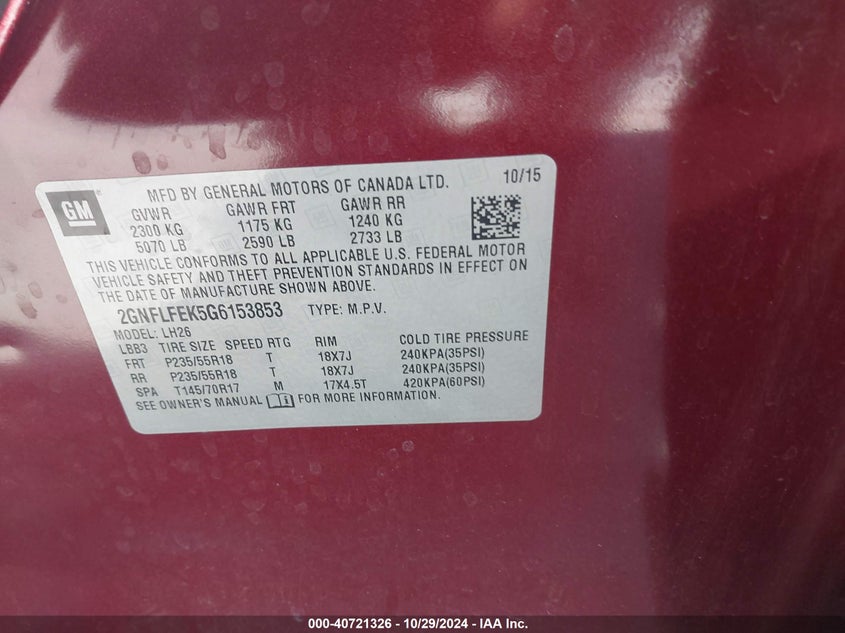 GM
MFD BY GENERAL MOTORS OF CANADA LTD. 10/15
GVWR GAWR FRT GAWR RR
2300 KG 1175 KG 1240 KG
5070 LB 2590 LB 2733 LB
THIS VEHICLE CONFORMS TO ALL APPLICABLE U.S. FEDERAL MOTOR
VEHICLE SAFETY AND THEFT PREVENTION STANDARDS IN EFFECT ON
THE DATE OF MANUFACTURE SHOWN ABOVE.
2GNFLFEK5G6153853 TYPE: M.P.V.
MODEL: LH26
LBB3 TIRE SIZE SPEED RTG RIM COLD TIRE PRESSURE
FRT P235/55R18 T 18X7J 240KPA(35PSI)
RR P235/55R18 T 18X7J 240KPA(35PSI)
SPA T145/70R17 M 17X4.5T 420KPA(60PSI)
SEE OWNER'S MANUAL FOR MORE INFORMATION.
000-40721326 - 10/29/2024 - IAA Inc.